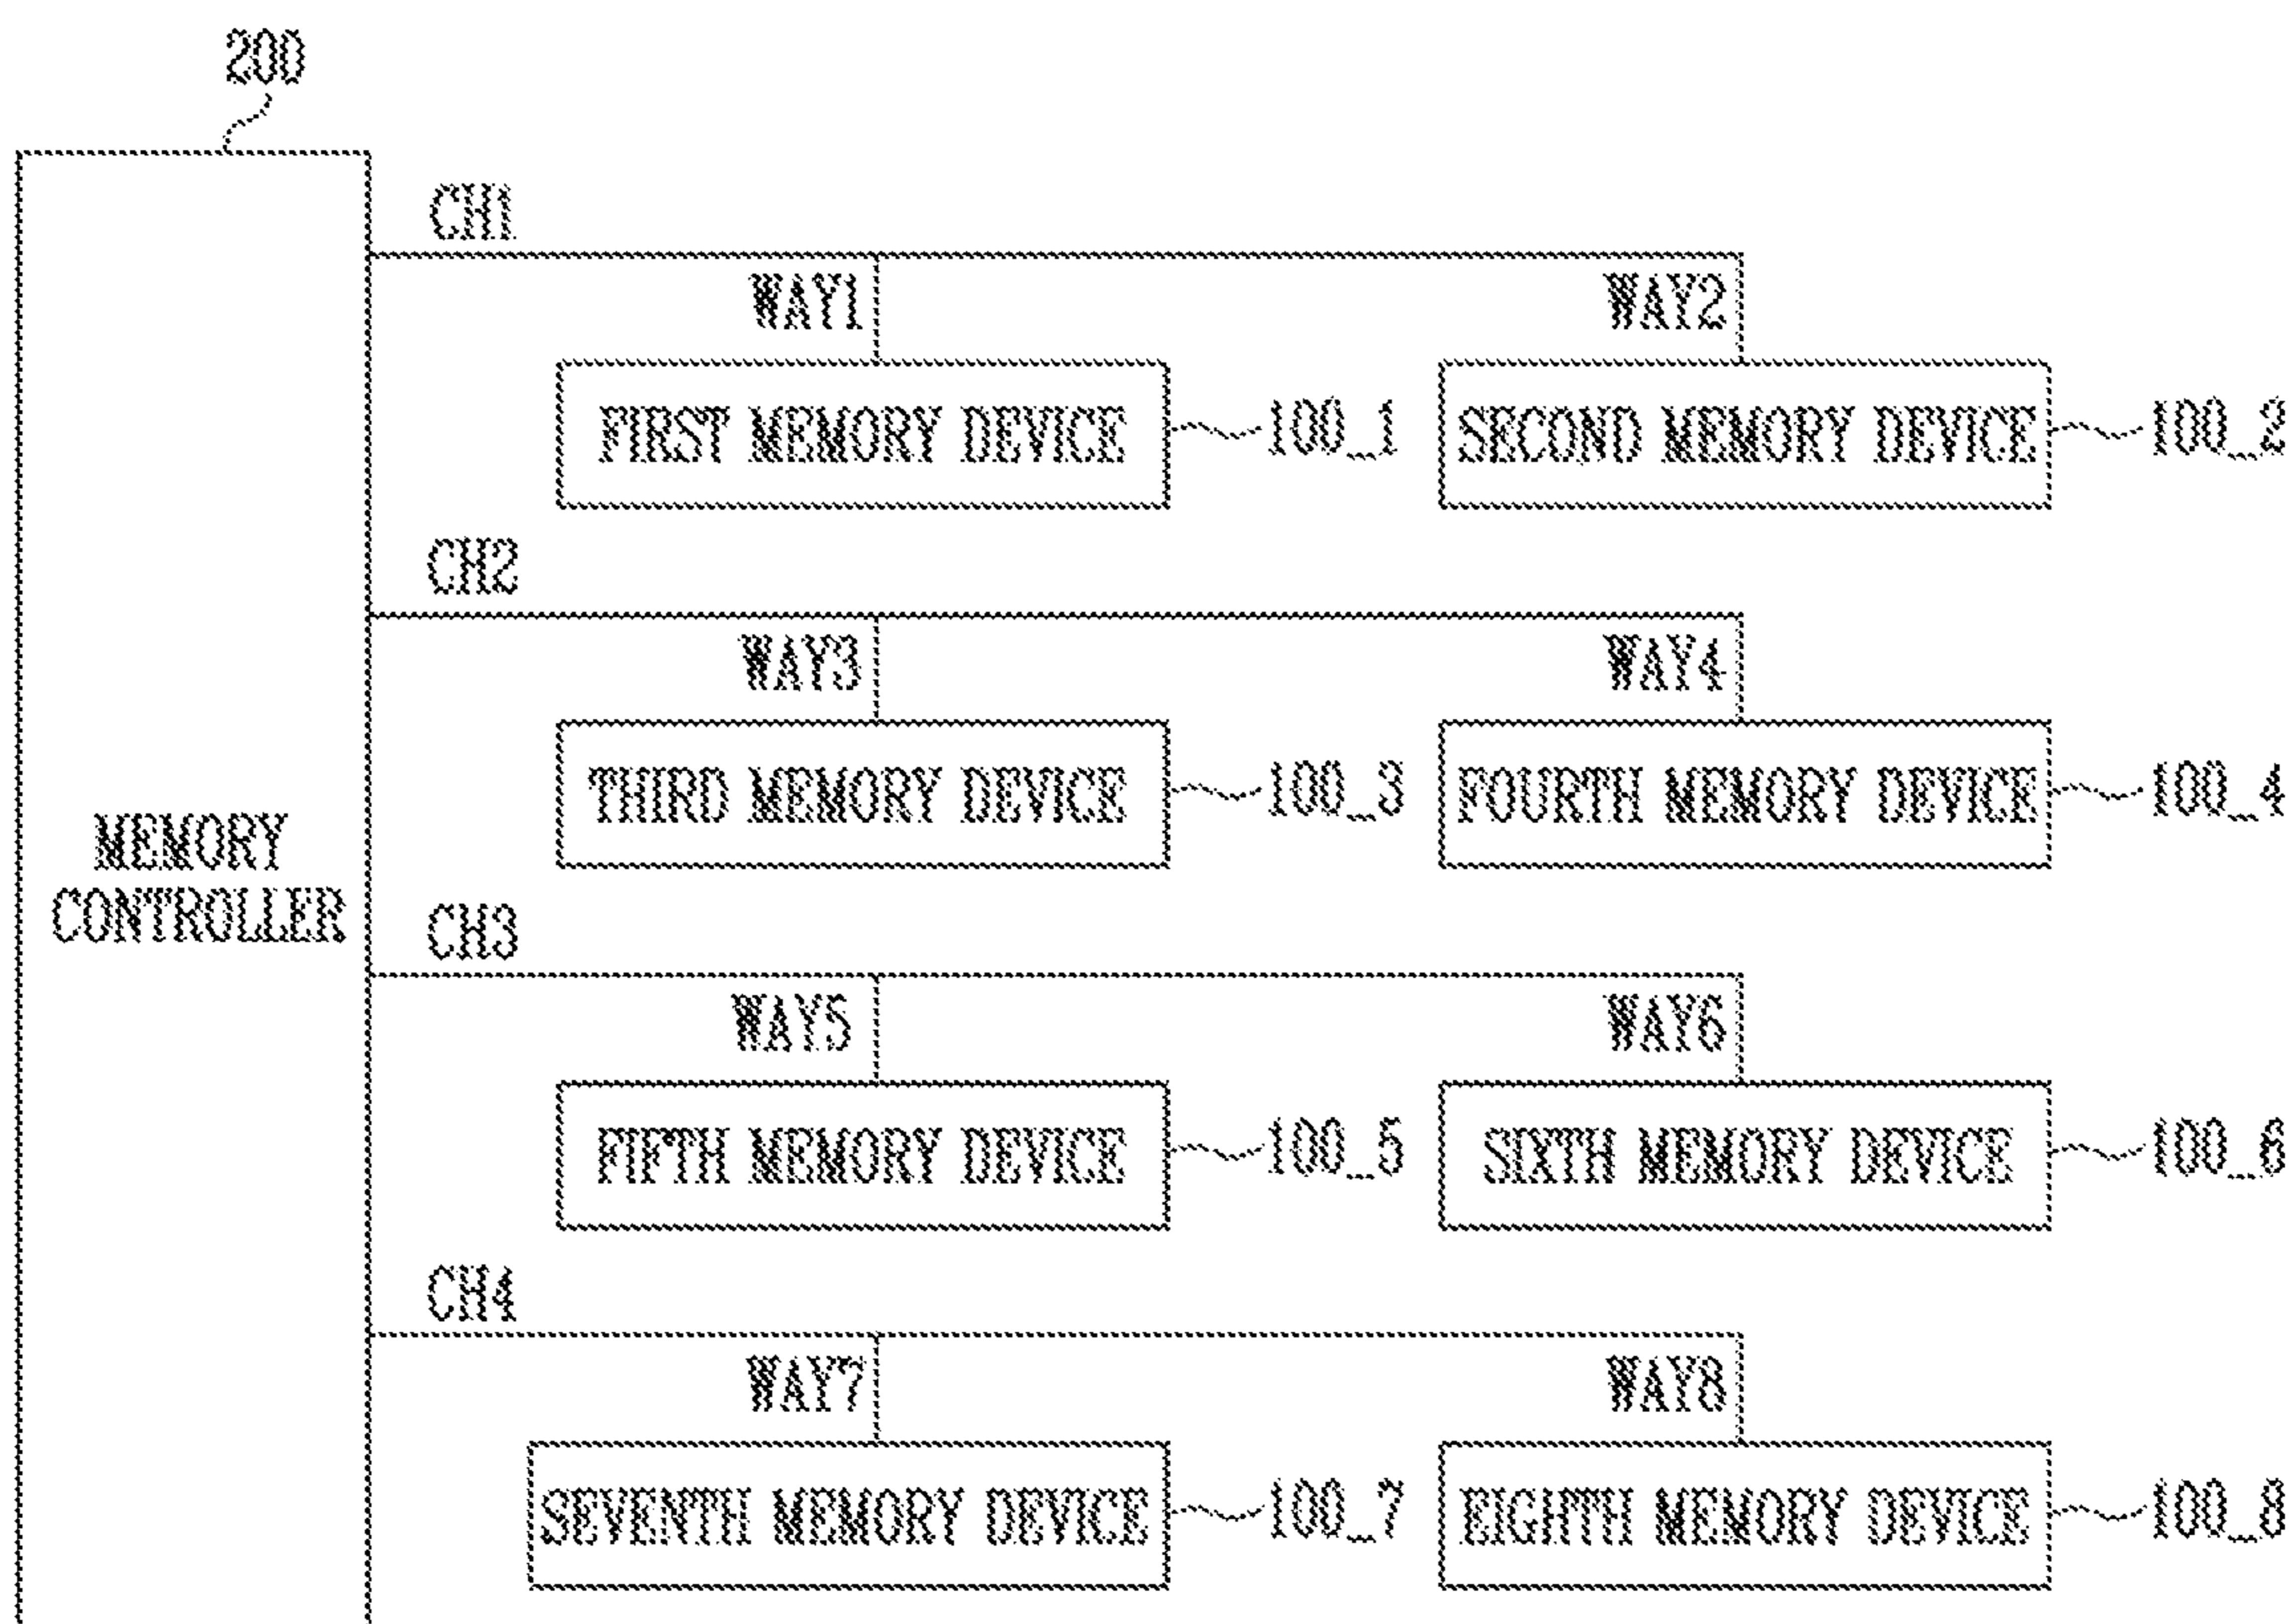 200
CH1
WAY1 WAY2
FIRST MEMORY DEVICE 100_1 SECOND MEMORY DEVICE 100_2
CH2
WAY3 WAY4
THIRD MEMORY DEVICE 100_3 FOURTH MEMORY DEVICE 100_4
MEMORY
CONTROLLER
CH3
WAY5 WAY6
FIFTH MEMORY DEVICE 100_5 SIXTH MEMORY DEVICE 100_6
CH4
WAY7 WAY8
SEVENTH MEMORY DEVICE 100_7 EIGHTH MEMORY DEVICE 100_8